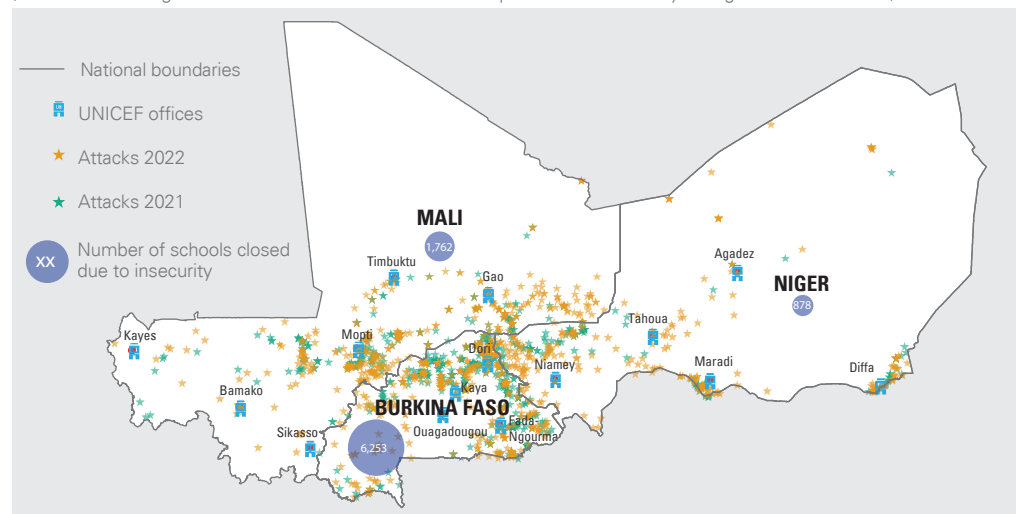 National boundaries
UNICEF offices
Attacks 2022
Attacks 2021
XX
Number of schools closed
due to insecurity
MALI
1,762
Timbuktu
Gao
Agadez
NIGER
878
Kayes
Mopti
Dori
Tahoua
Niamey
Maradi
Diffa
Bamako
Kaya
BURKINA FASO
Sikasso
Ouagadougou
Fada-
Ngourma
6,253